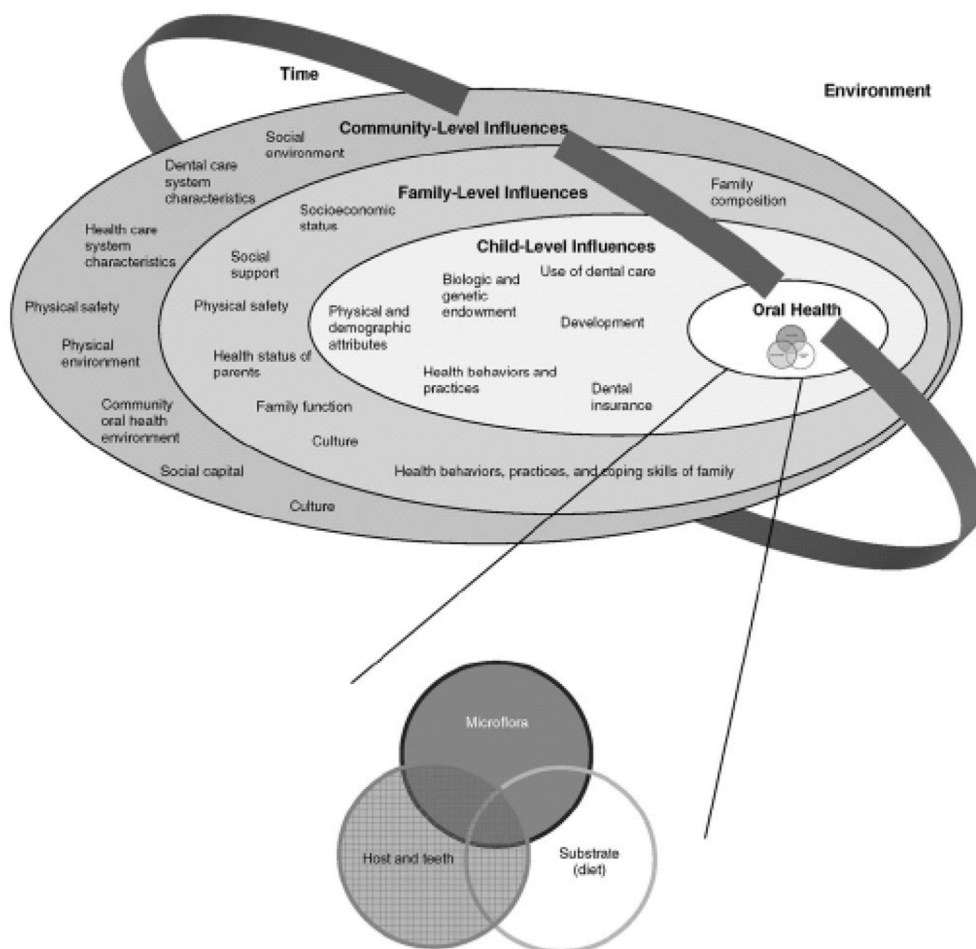 Time
Environment
Community-Level Influences
Social
environment
Dental care
system
characteristics
Health care
system
characteristics
Physical safety
Physical
environment
Community
oral health
environment
Social capital
Culture
Family-Level Influences
Family
composition
Socioeconomic
status
Social
support
Physical safety
Health status of
parents
Family function
Culture
Health behaviors, practices, and coping skills of family
Child-Level Influences
Use of dental care
Biologic and
genetic
endowment
Physical and
demographic
attributes
Development
Health behaviors and
practices
Dental
insurance
Oral Health
Microflora
Host and teeth
Substrate
(diet)